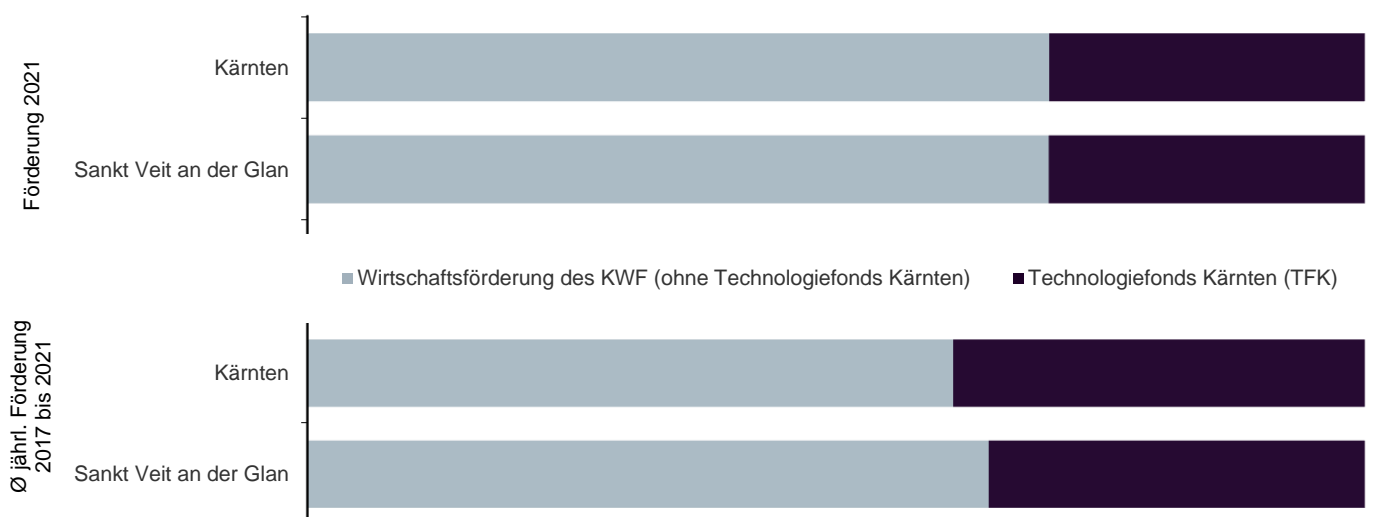 Förderung 2021
Kärnten
Sankt Veit an der Glan
Wirtschaftsförderung des KWF (ohne Technologiefonds Kärnten)
Technologiefonds Kärnten (TFK)
Ø jährl. Förderung
2017 bis 2021
Kärnten
Sankt Veit an der Glan